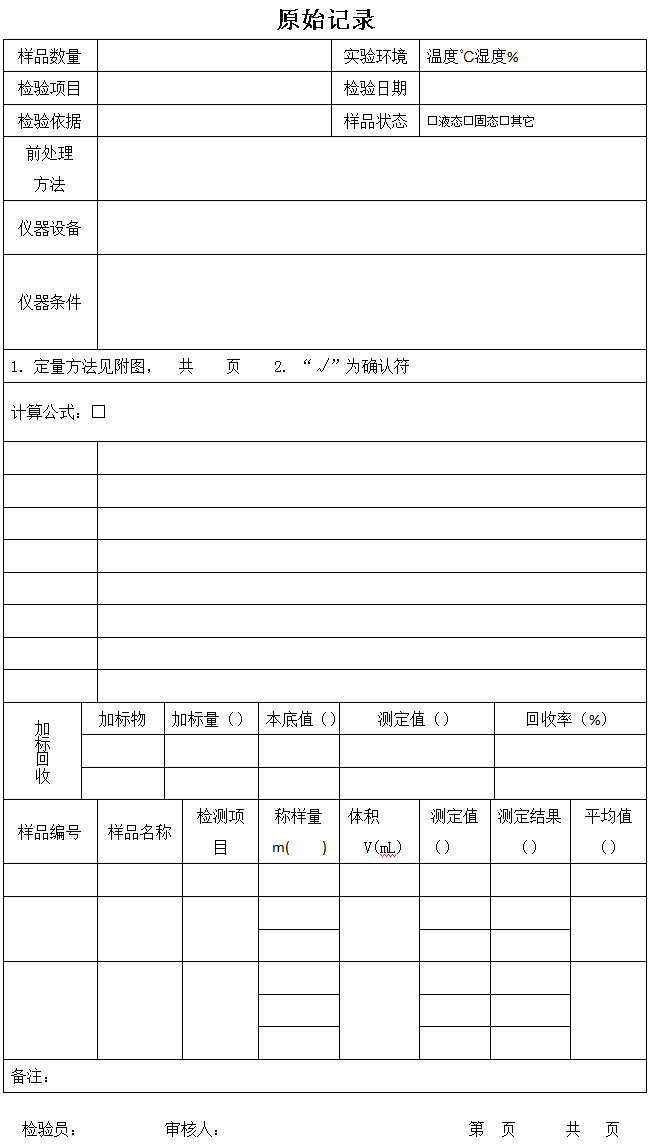 原始记录
样品数量 实验环境 温度℃湿度%
检验项目 检验日期
检验依据 样品状态 □液态□固态□其它
前处理
方法
仪器设备
仪器条件
1. 定量方法见附图, 共 页 2. “√”为确认符
计算公式:□
加标回收 加标物 加标量() 本底值() 测定值() 回收率(%)
样品编号 样品名称 检测项目 称样量m( ) 体积V(mL) 测定值() 测定结果() 平均值()
备注:
检验员: 审核人: 第 页 共 页